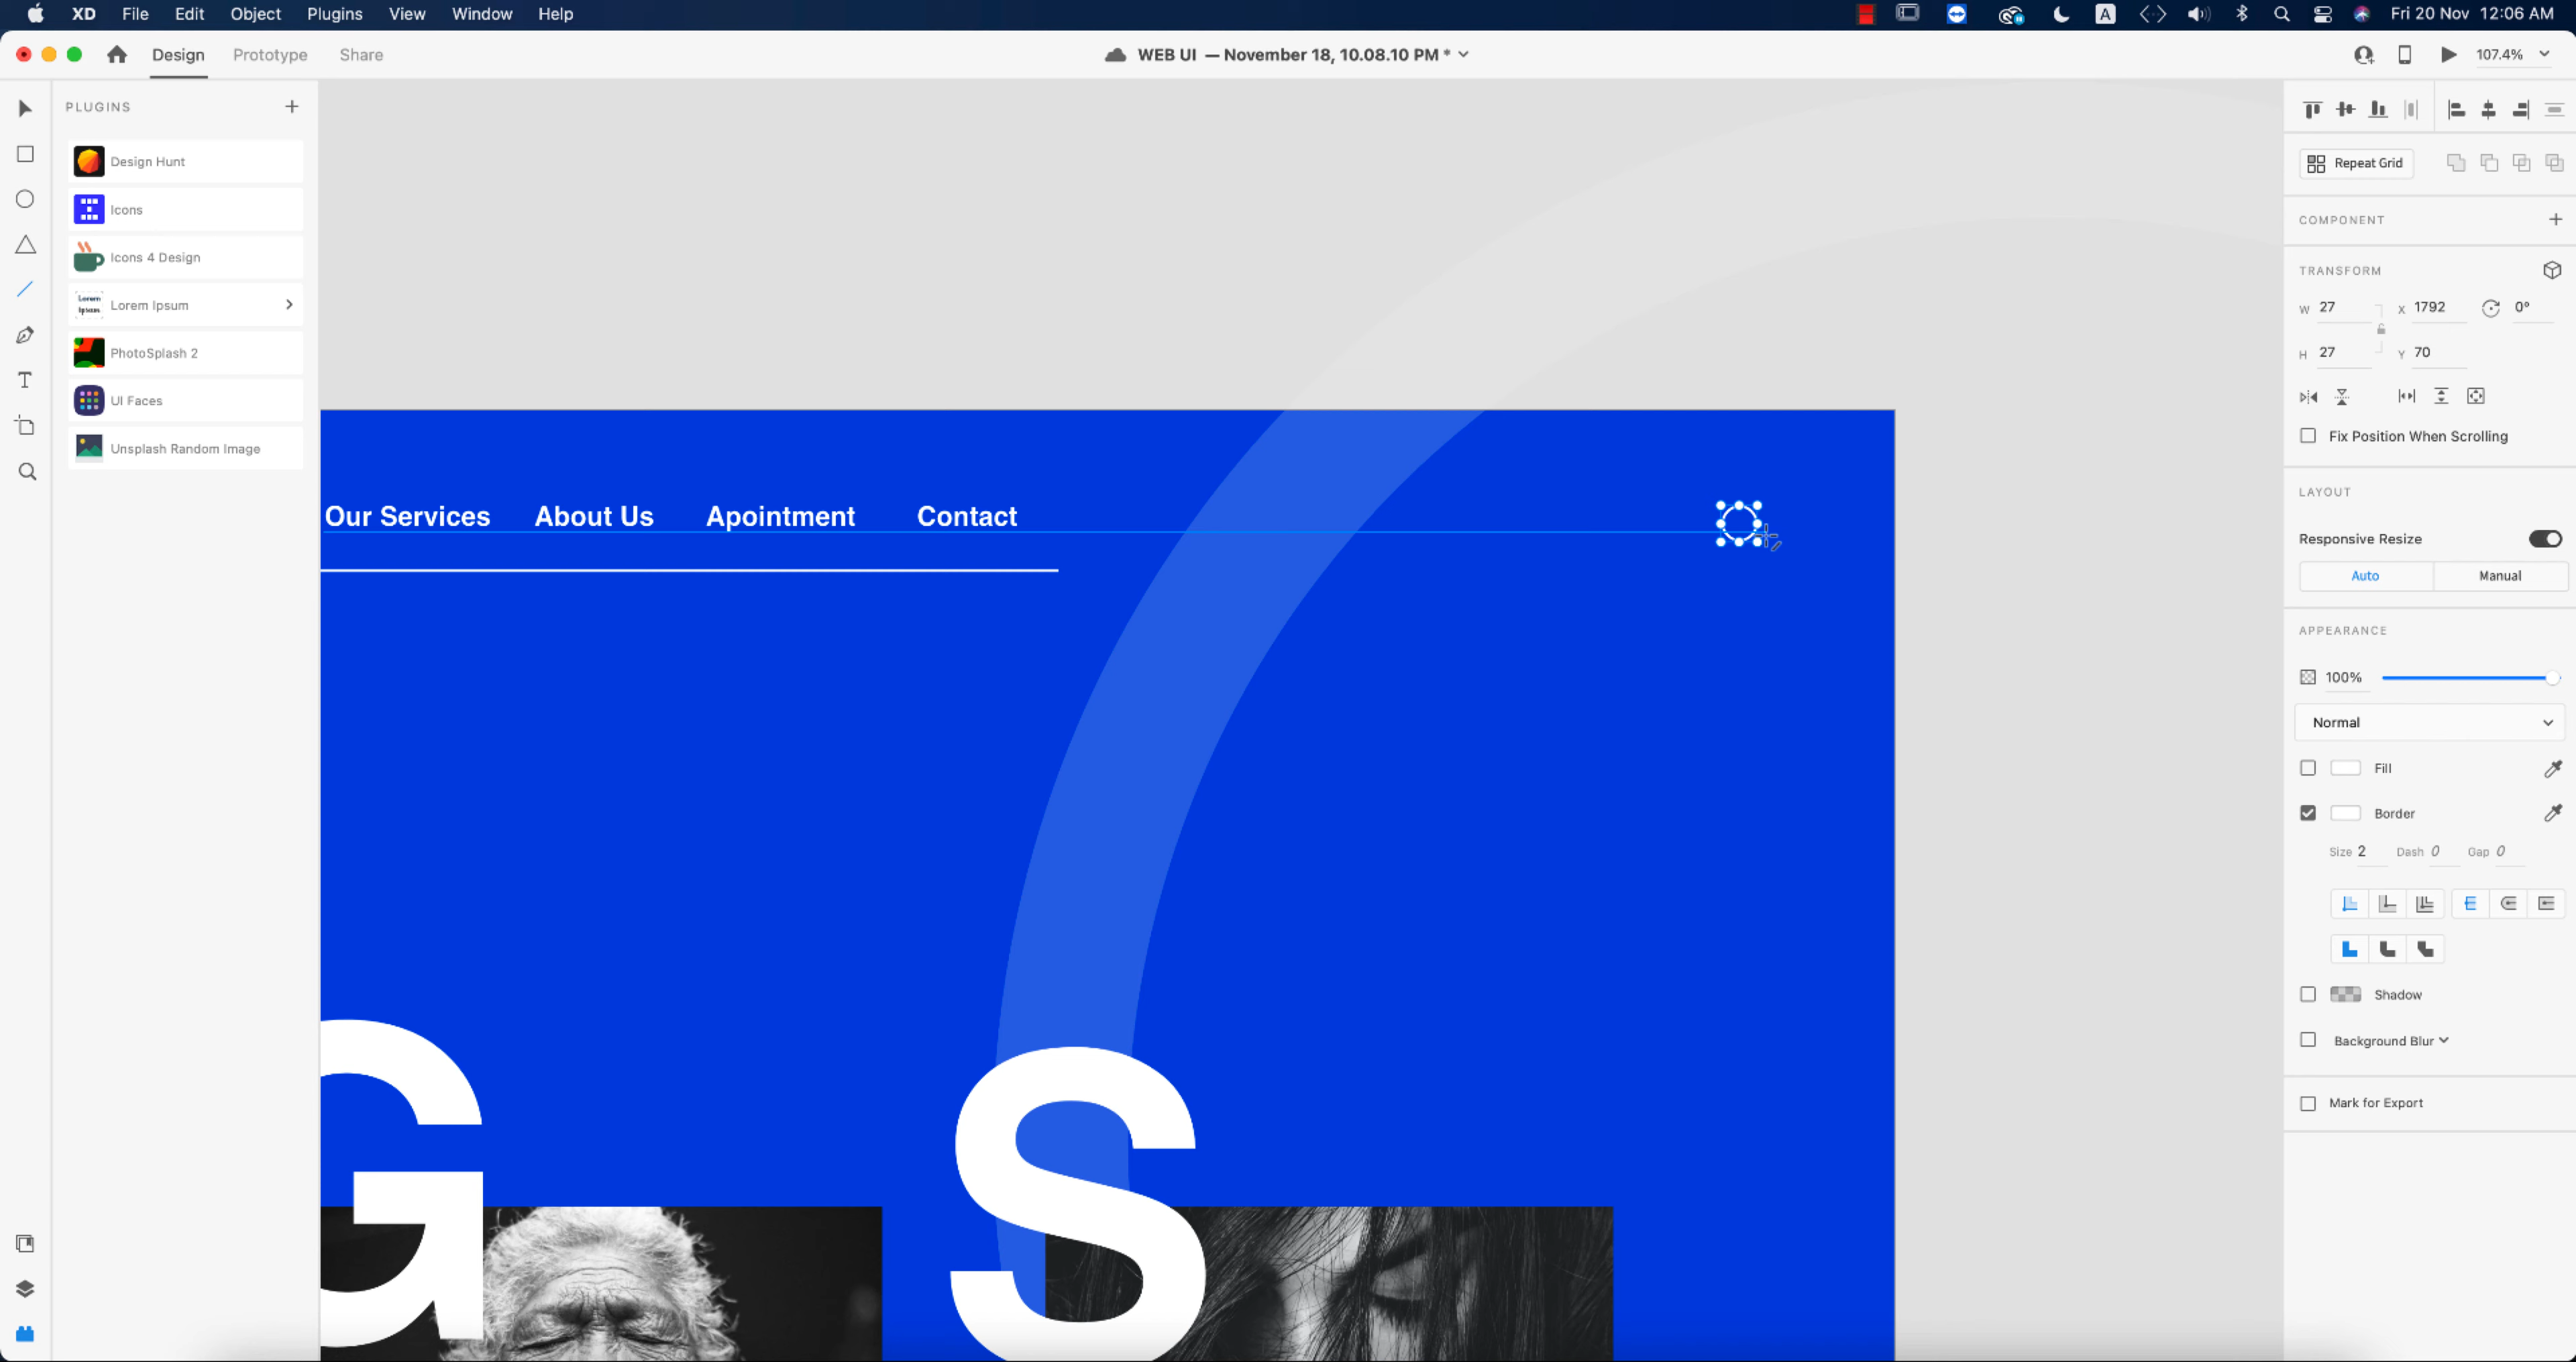 XD File Edit Object Plugins View Window Help A Fri 20 Nov 12:06 AM
Design Prototype Share WEB UI — November 18, 10.08.10 PM * 107.4%
PLUGINS
Design Hunt
Icons
Icons 4 Design
Lorem Ipsum Lorem Ipsum
PhotoSplash 2
UI Faces
Unsplash Random Image
T
Our Services About Us Apointment Contact
G S
Repeat Grid
COMPONENT
TRANSFORM
W 27 X 1792 0°
H 27 Y 70
Fix Position When Scrolling
LAYOUT
Responsive Resize
Auto Manual
APPEARANCE
100%
Normal
Fill
Border
Size 2 Dash 0 Gap 0
Shadow
Background Blur
Mark for Export